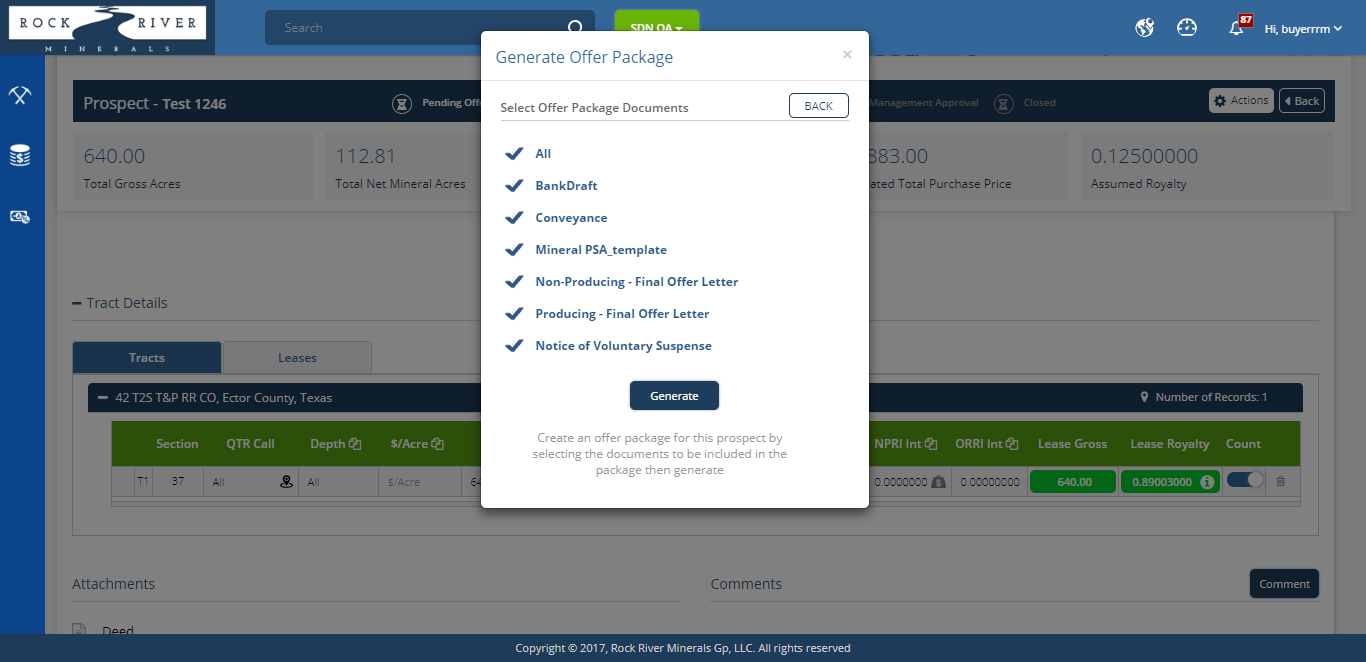 ROCK RIVER
MINERALS
Search
SDN QA
87
Hi, buyerrrm
Generate Offer Package
×
Prospect - Test 1246
Pending Off
Select Offer Package Documents
BACK
Management Approval
Closed
Actions
Back
640.00
Total Gross Acres
112.81
Total Net Mineral Acres
883.00
ated Total Purchase Price
0.12500000
Assumed Royalty
All
BankDraft
Conveyance
Mineral PSA_template
Non-Producing - Final Offer Letter
Producing - Final Offer Letter
Notice of Voluntary Suspense
Generate
Create an offer package for this prospect by
selecting the documents to be included in the
package then generate
Tract Details
Tracts Leases
42 T2S T&P RR CO, Ector County, Texas
Number of Records: 1
Section QTR Call Depth $/Acre NPRI Int ORRI Int Lease Gross Lease Royalty Count
T1 37 All All $/Acre 64 0.0000000 0.00000000 640.00 0.89003000
Attachments
Comments
Comment
Deed
Copyright © 2017, Rock River Minerals Gp, LLC. All rights reserved